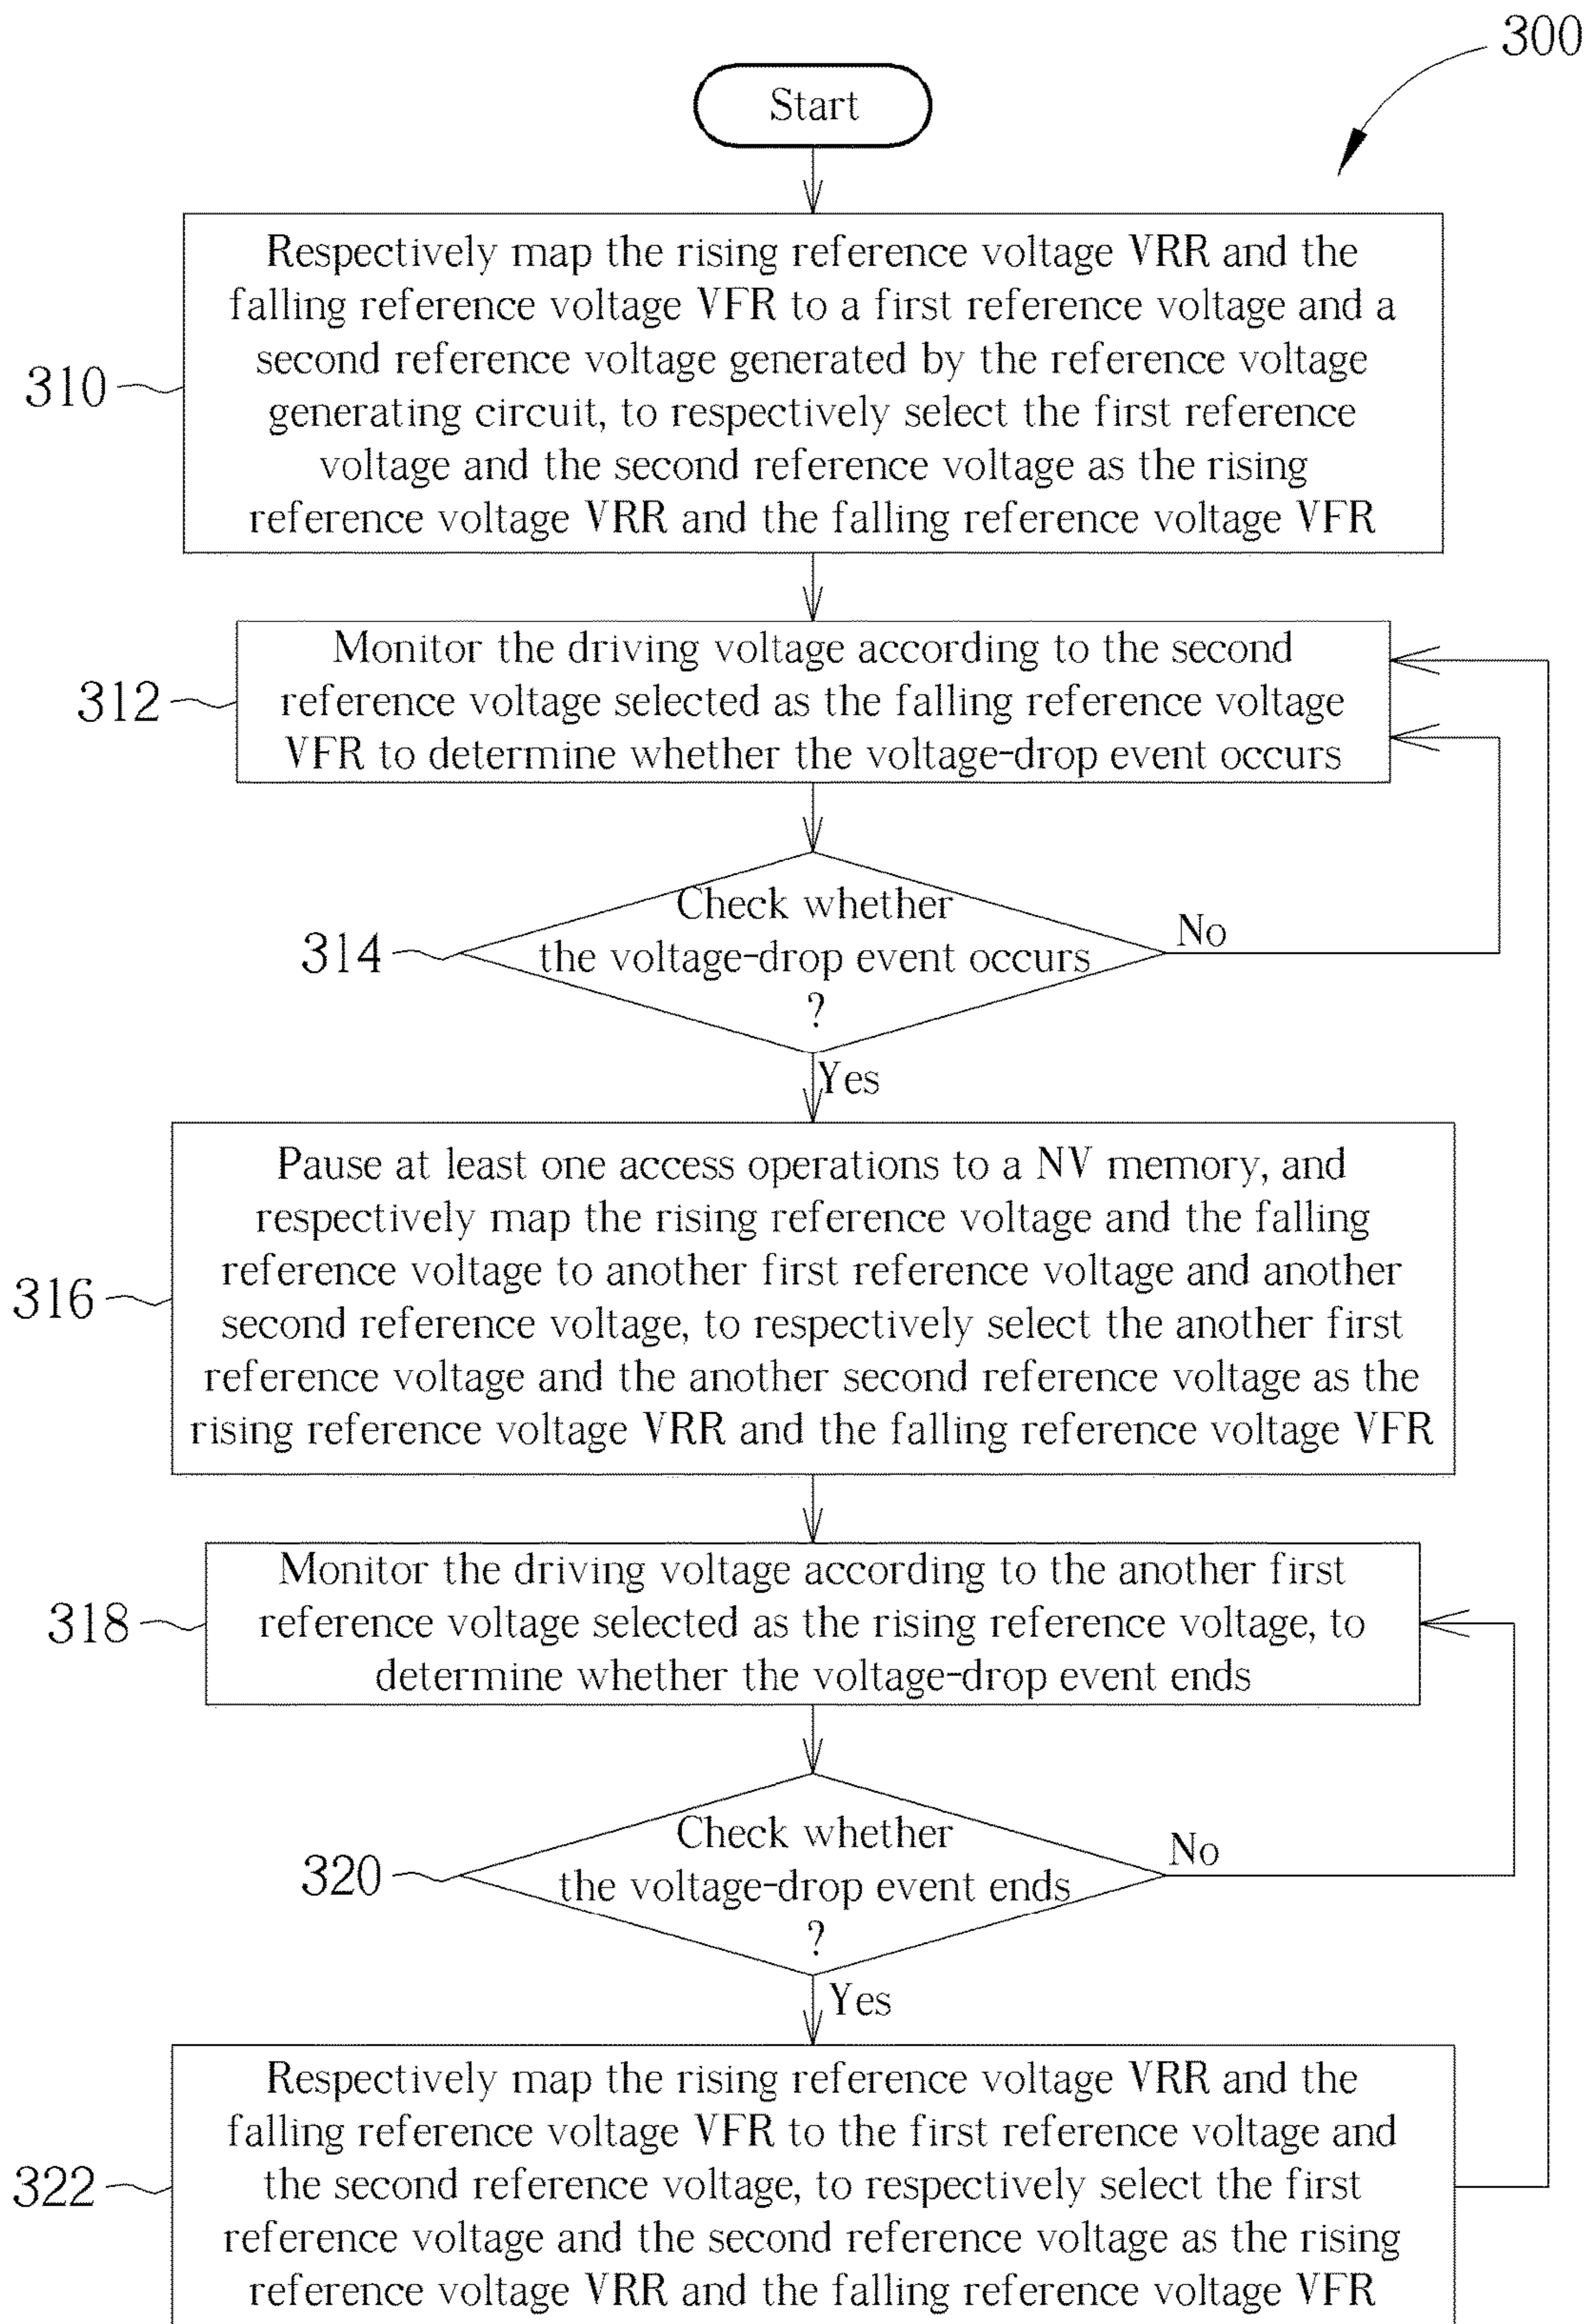 300
Start
310
Respectively map the rising reference voltage VRR and the
falling reference voltage VFR to a first reference voltage and a
second reference voltage generated by the reference voltage
generating circuit, to respectively select the first reference
voltage and the second reference voltage as the rising
reference voltage VRR and the falling reference voltage VFR
312
Monitor the driving voltage according to the second
reference voltage selected as the falling reference voltage
VFR to determine whether the voltage-drop event occurs
314
Check whether
the voltage-drop event occurs
?
No
Yes
316
Pause at least one access operations to a NV memory, and
respectively map the rising reference voltage and the falling
reference voltage to another first reference voltage and another
second reference voltage, to respectively select the another first
reference voltage and the another second reference voltage as the
rising reference voltage VRR and the falling reference voltage VFR
318
Monitor the driving voltage according to the another first
reference voltage selected as the rising reference voltage, to
determine whether the voltage-drop event ends
320
Check whether
the voltage-drop event ends
?
No
Yes
322
Respectively map the rising reference voltage VRR and the
falling reference voltage VFR to the first reference voltage and
the second reference voltage, to respectively select the first
reference voltage and the second reference voltage as the rising
reference voltage VRR and the falling reference voltage VFR